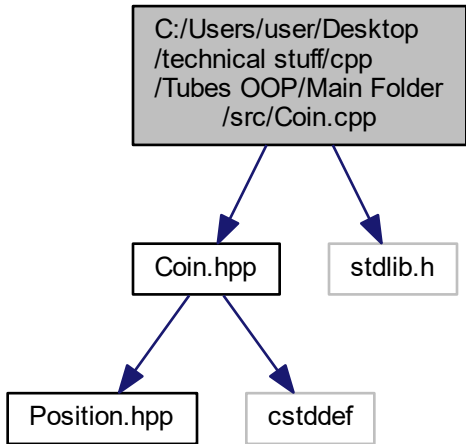 C:/Users/user/Desktop
/technical stuff/cpp
/Tubes OOP/Main Folder
/src/Coin.cpp
Coin.hpp
stdlib.h
Position.hpp
cstddef